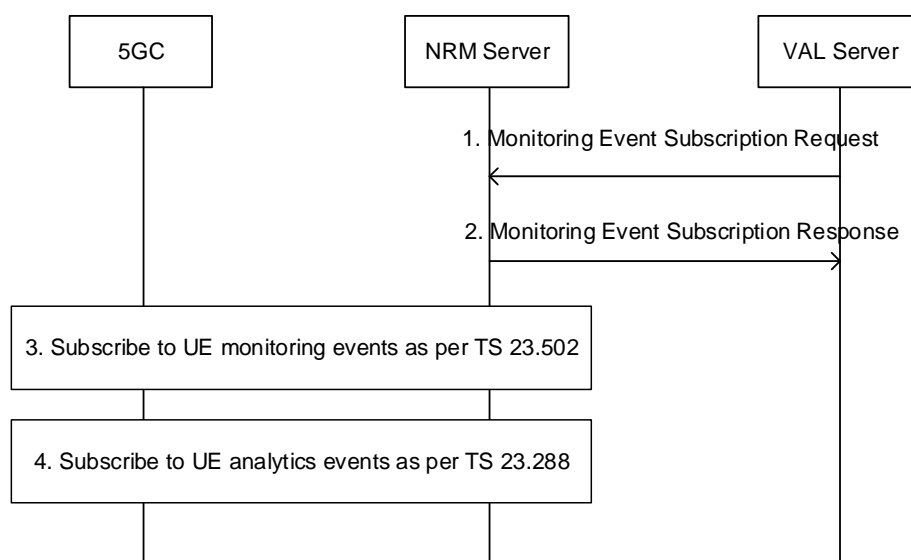 5GC
NRM Server
VAL Server
1. Monitoring Event Subscription Request
2. Monitoring Event Subscription Response
3. Subscribe to UE monitoring events as per TS 23.502
4. Subscribe to UE analytics events as per TS 23.288